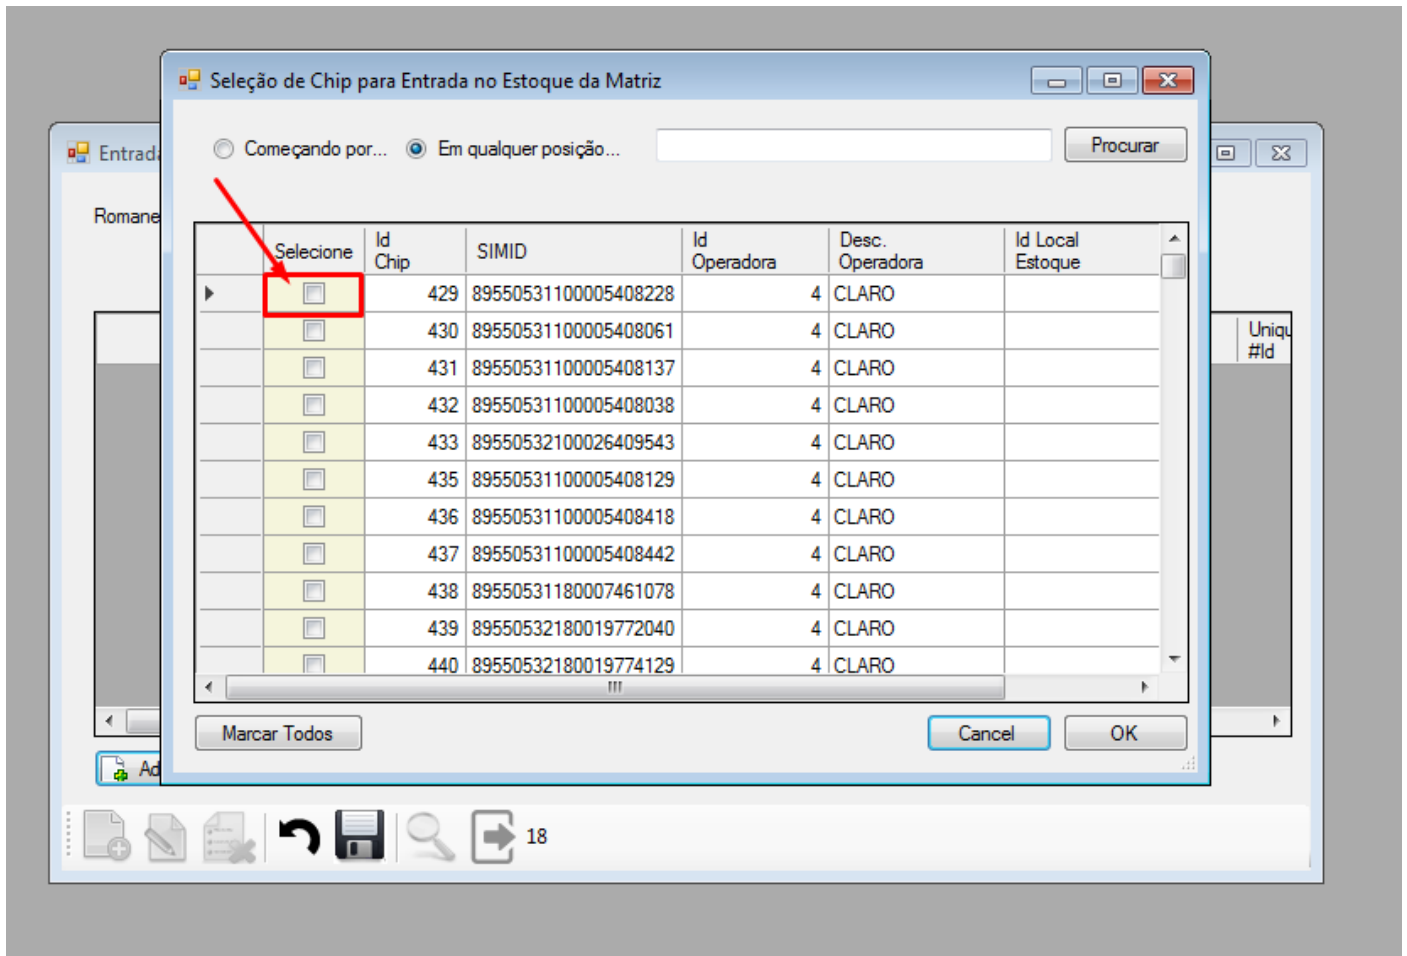 Seleção de Chip para Entrada no Estoque da Matriz
Começando por... Em qualquer posição... Procurar
Selecione Id Chip SIMID Id Operadora Desc. Operadora Id Local Estoque
429 89550531100005408228 4 CLARO
430 89550531100005408061 4 CLARO
431 89550531100005408137 4 CLARO
432 89550531100005408038 4 CLARO
433 89550532100026409543 4 CLARO
435 89550531100005408129 4 CLARO
436 89550531100005408418 4 CLARO
437 89550531100005408442 4 CLARO
438 89550531180007461078 4 CLARO
439 89550532180019772040 4 CLARO
440 89550532180019774129 4 CLARO
Marcar Todos Cancel OK
Entrada
Romane
Uniqu
#Id
Ad
18